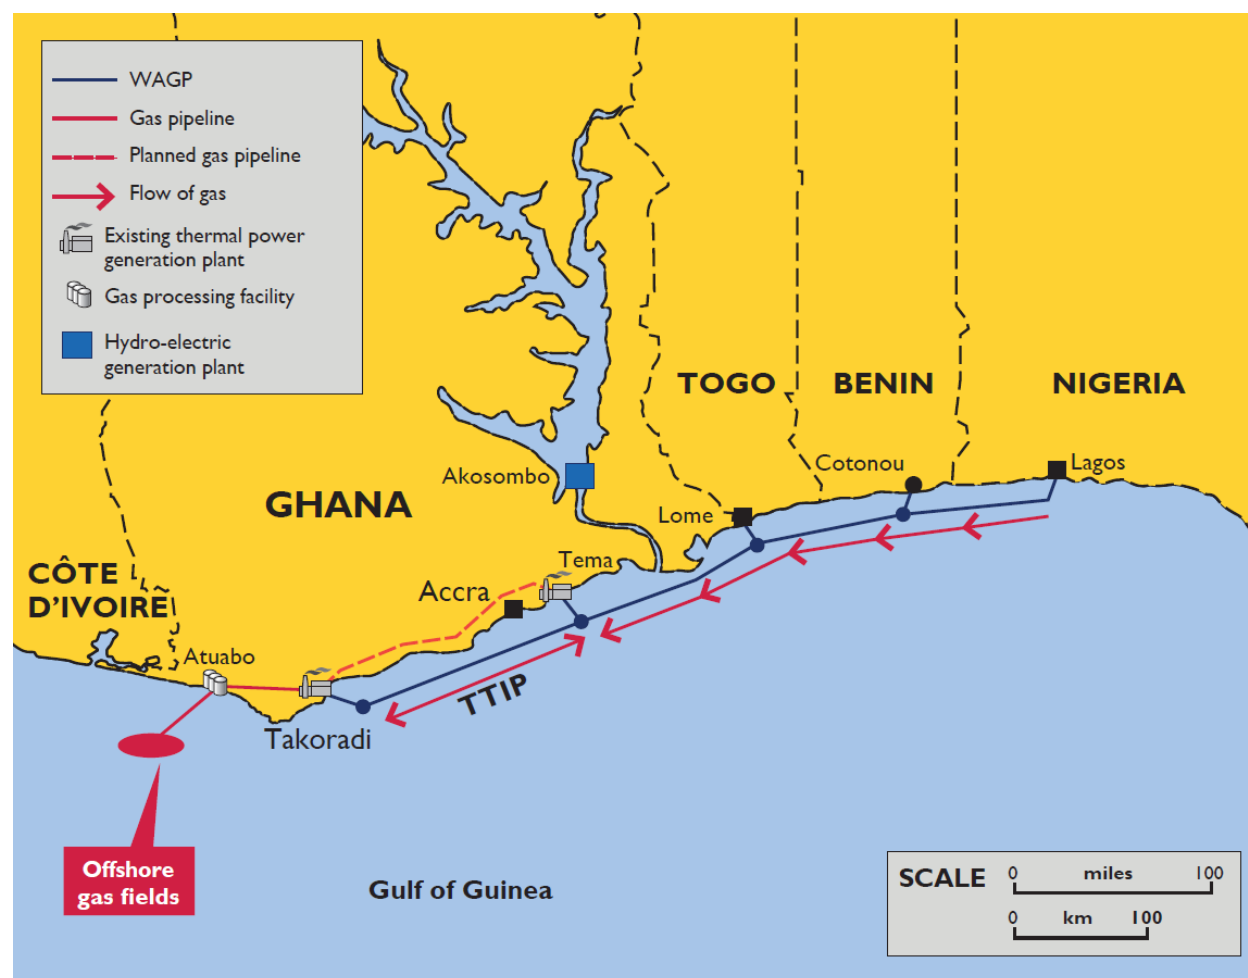 WAGP
Gas pipeline
Planned gas pipeline
Flow of gas
Existing thermal power
generation plant
Gas processing facility
Hydro-electric
generation plant
TOGO
BENIN
NIGERIA
Akosombo
Cotonou
Lagos
GHANA
Lome
Tema
CÔTE
D’IVOIRE
Accra
Atuabo
TTIP
Takoradi
Offshore
gas fields
Gulf of Guinea
SCALE
0 miles 100
0 km 100